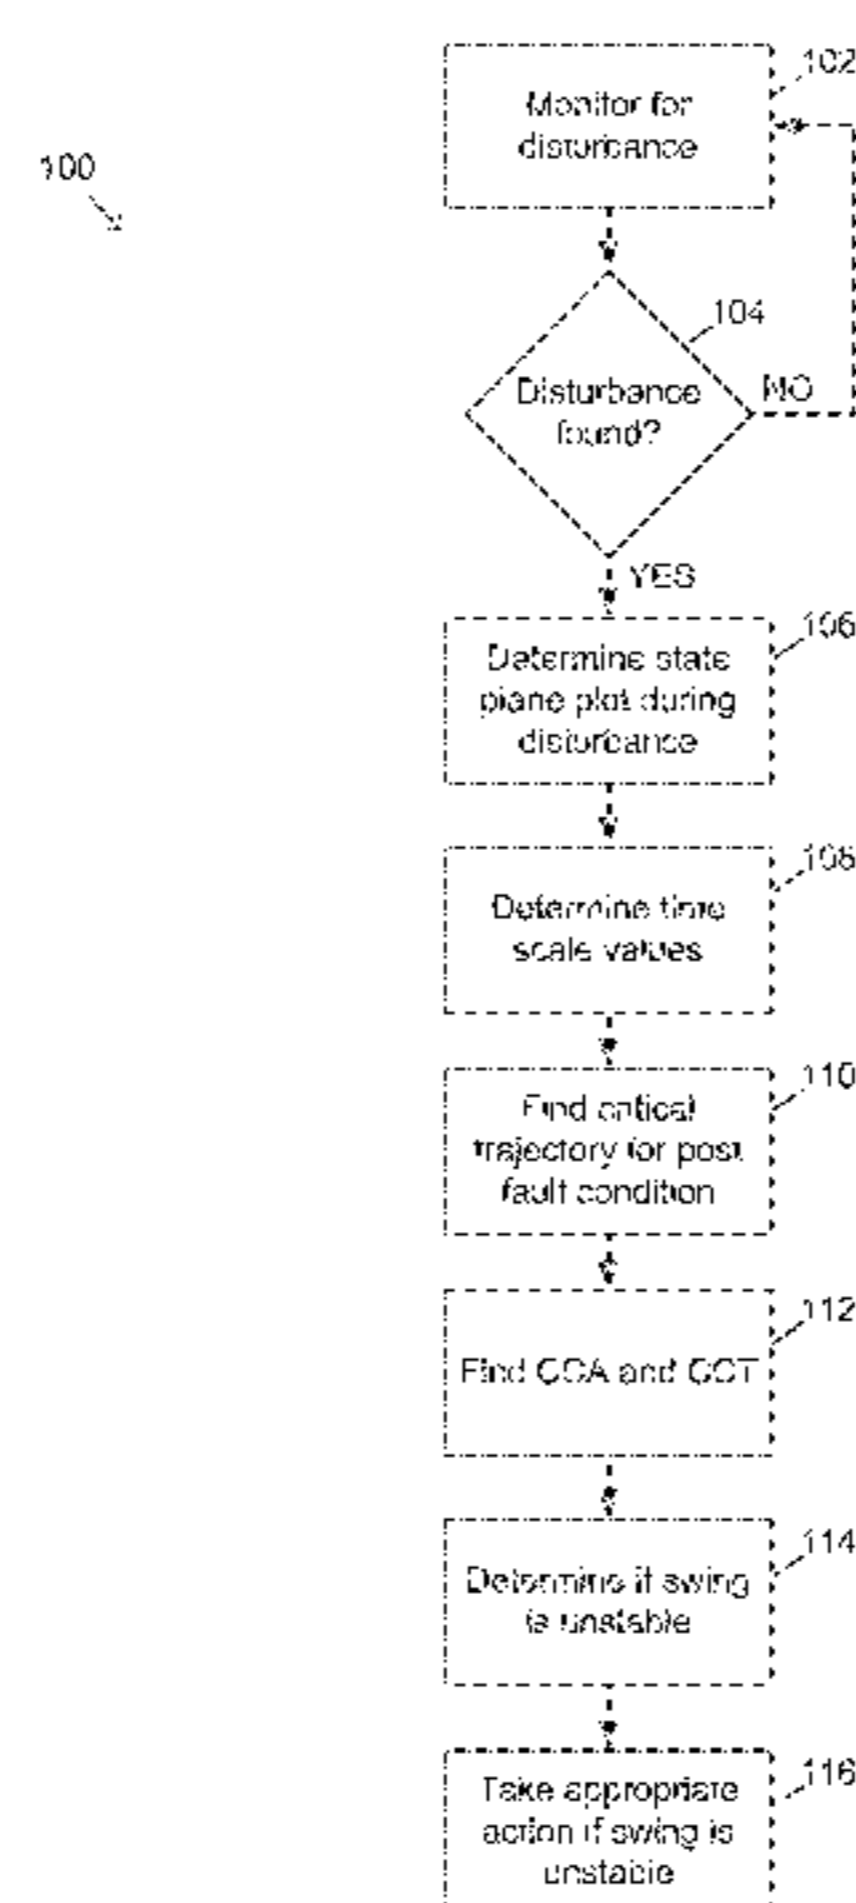 100
102
Monitor for
disturbance
104
Disturbance
found?
NO
YES
106
Determine state
plane plot during
disturbance
108
Determine time
scale values
110
Find critical
trajectory for post
fault condition
112
Find CCA and CCT
114
Determine if swing
is unstable
116
Take appropriate
action if swing is
unstable